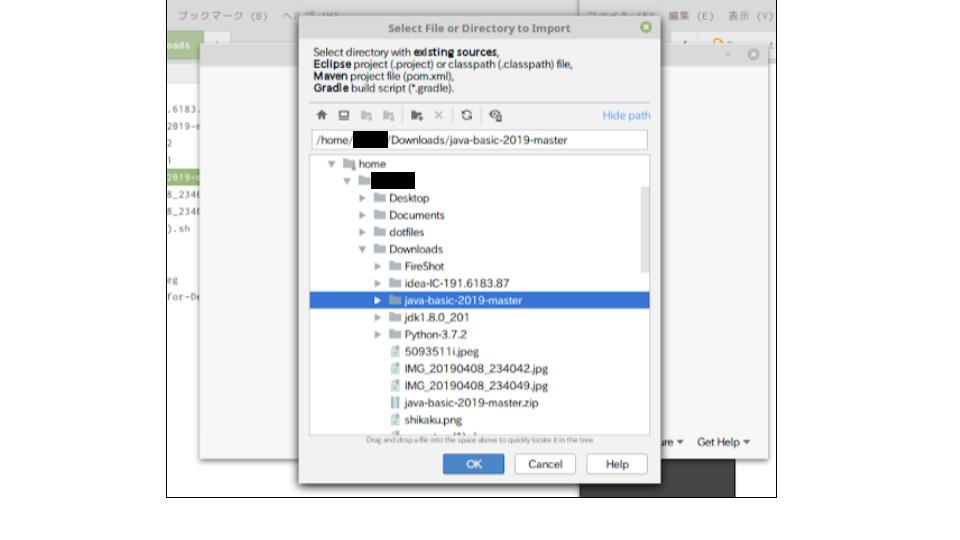 ブックマーク (B) ヘルプ (H)
ファイル (F) 編集 (E) 表示 (V)
oads
Select File or Directory to Import
Select directory with existing sources,
Eclipse project (.project) or classpath (.classpath) file,
Maven project file (pom.xml),
Gradle build script (*.gradle).
Hide path
/home/ /Downloads/java-basic-2019-master
home
Desktop
Documents
dotfiles
Downloads
FireShot
idea-IC-191.6183.87
java-basic-2019-master
jdk1.8.0_201
Python-3.7.2
5093511i.jpeg
IMG_20190408_234042.jpg
IMG_20190408_234049.jpg
java-basic-2019-master.zip
shikaku.png
Drag and drop a file into the space above to quickly locate it in the tree
OK Cancel Help
.6183.
2019-m
2
1
2019-m
8_2340
8_2340
).sh
eg
for-De
ure Get Help